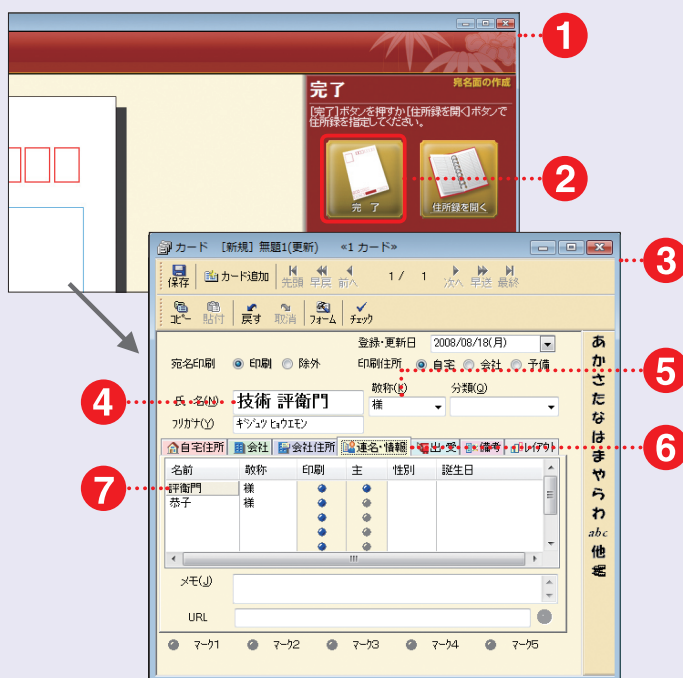 1
宛名面の作成
完了
[完了]ボタンを押すか[住所録を開く]ボタンで
住所録を指定してください。
2
完 了
住所録を開く
カード [新規] 無題1(更新) «1 カード»
3
保存 カード追加 先頭 早戻 前へ 1 / 1 次へ 早送 最終
コピー 貼付 戻す 取消 フォーム チェック
登録・更新日 2008/08/18(月)
宛名印刷 印刷 除外 印刷住所 自宅 会社 予備
5
敬称(K) 分類(Q)
4
氏 名(N) 技術 評衛門 様
フリガナ(Y) ギジュツ ヒョウエモン
自宅住所 会社 会社住所 連名・情報 出・受 備考 レイアウト
6
名前 敬称 印刷 主 性別 誕生日
7
評衛門 様
恭子 様
メモ(J)
URL
マーク1 マーク2 マーク3 マーク4 マーク5
あ
か
さ
た
な
は
ま
や
ら
わ
abc
他